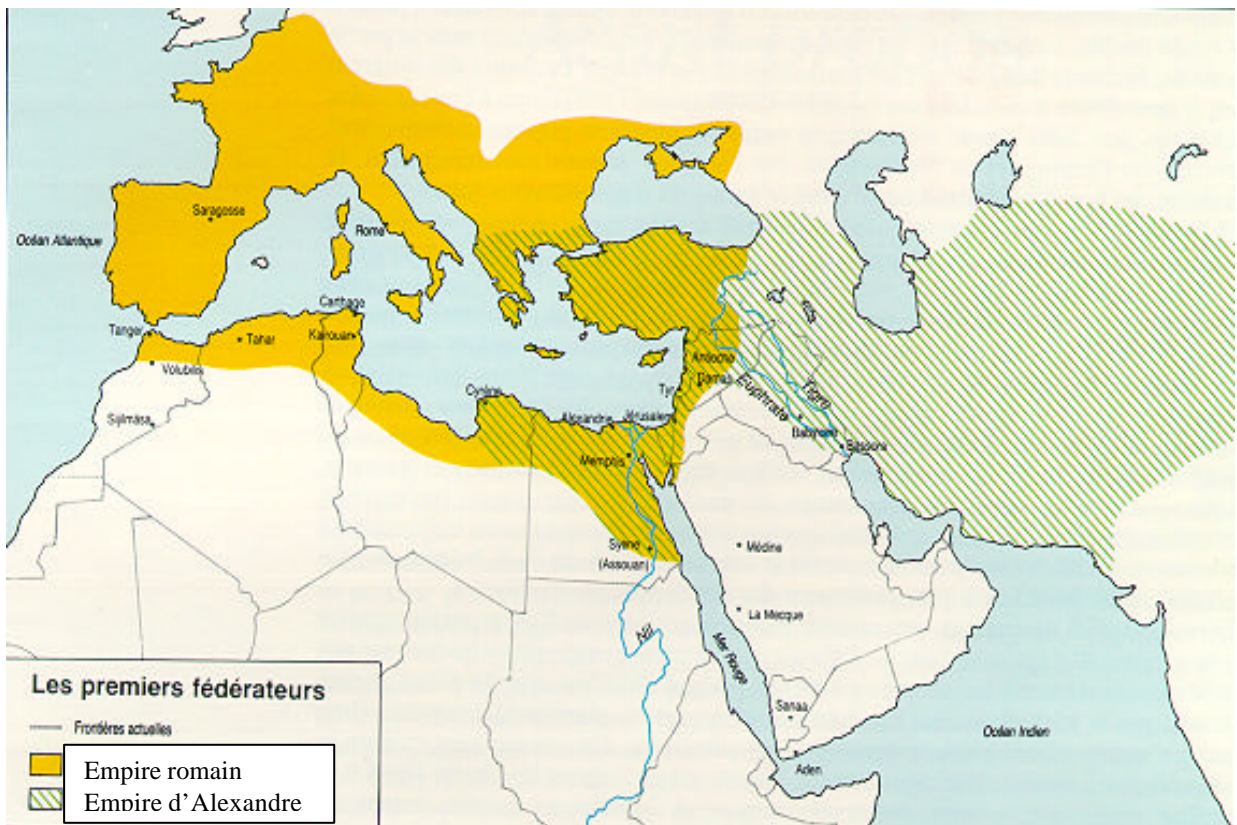 Saragosse
Océan Atlantique
Rome
Carthage
Tanger
Tahar
Kairouan
Volubilis
Sijilmasa
Cyrène
Alexandrie
Jérusalem
Memphis
Antioche
Tyr
Damas
Euphrate
Tigre
Babylone
Bassora
Syène
(Assouan)
Médine
La Mecque
Nil
Mer Rouge
Sanaa
Aden
Océan Indien
Les premiers fédérateurs
Frontières actuelles
Empire romain
Empire d’Alexandre